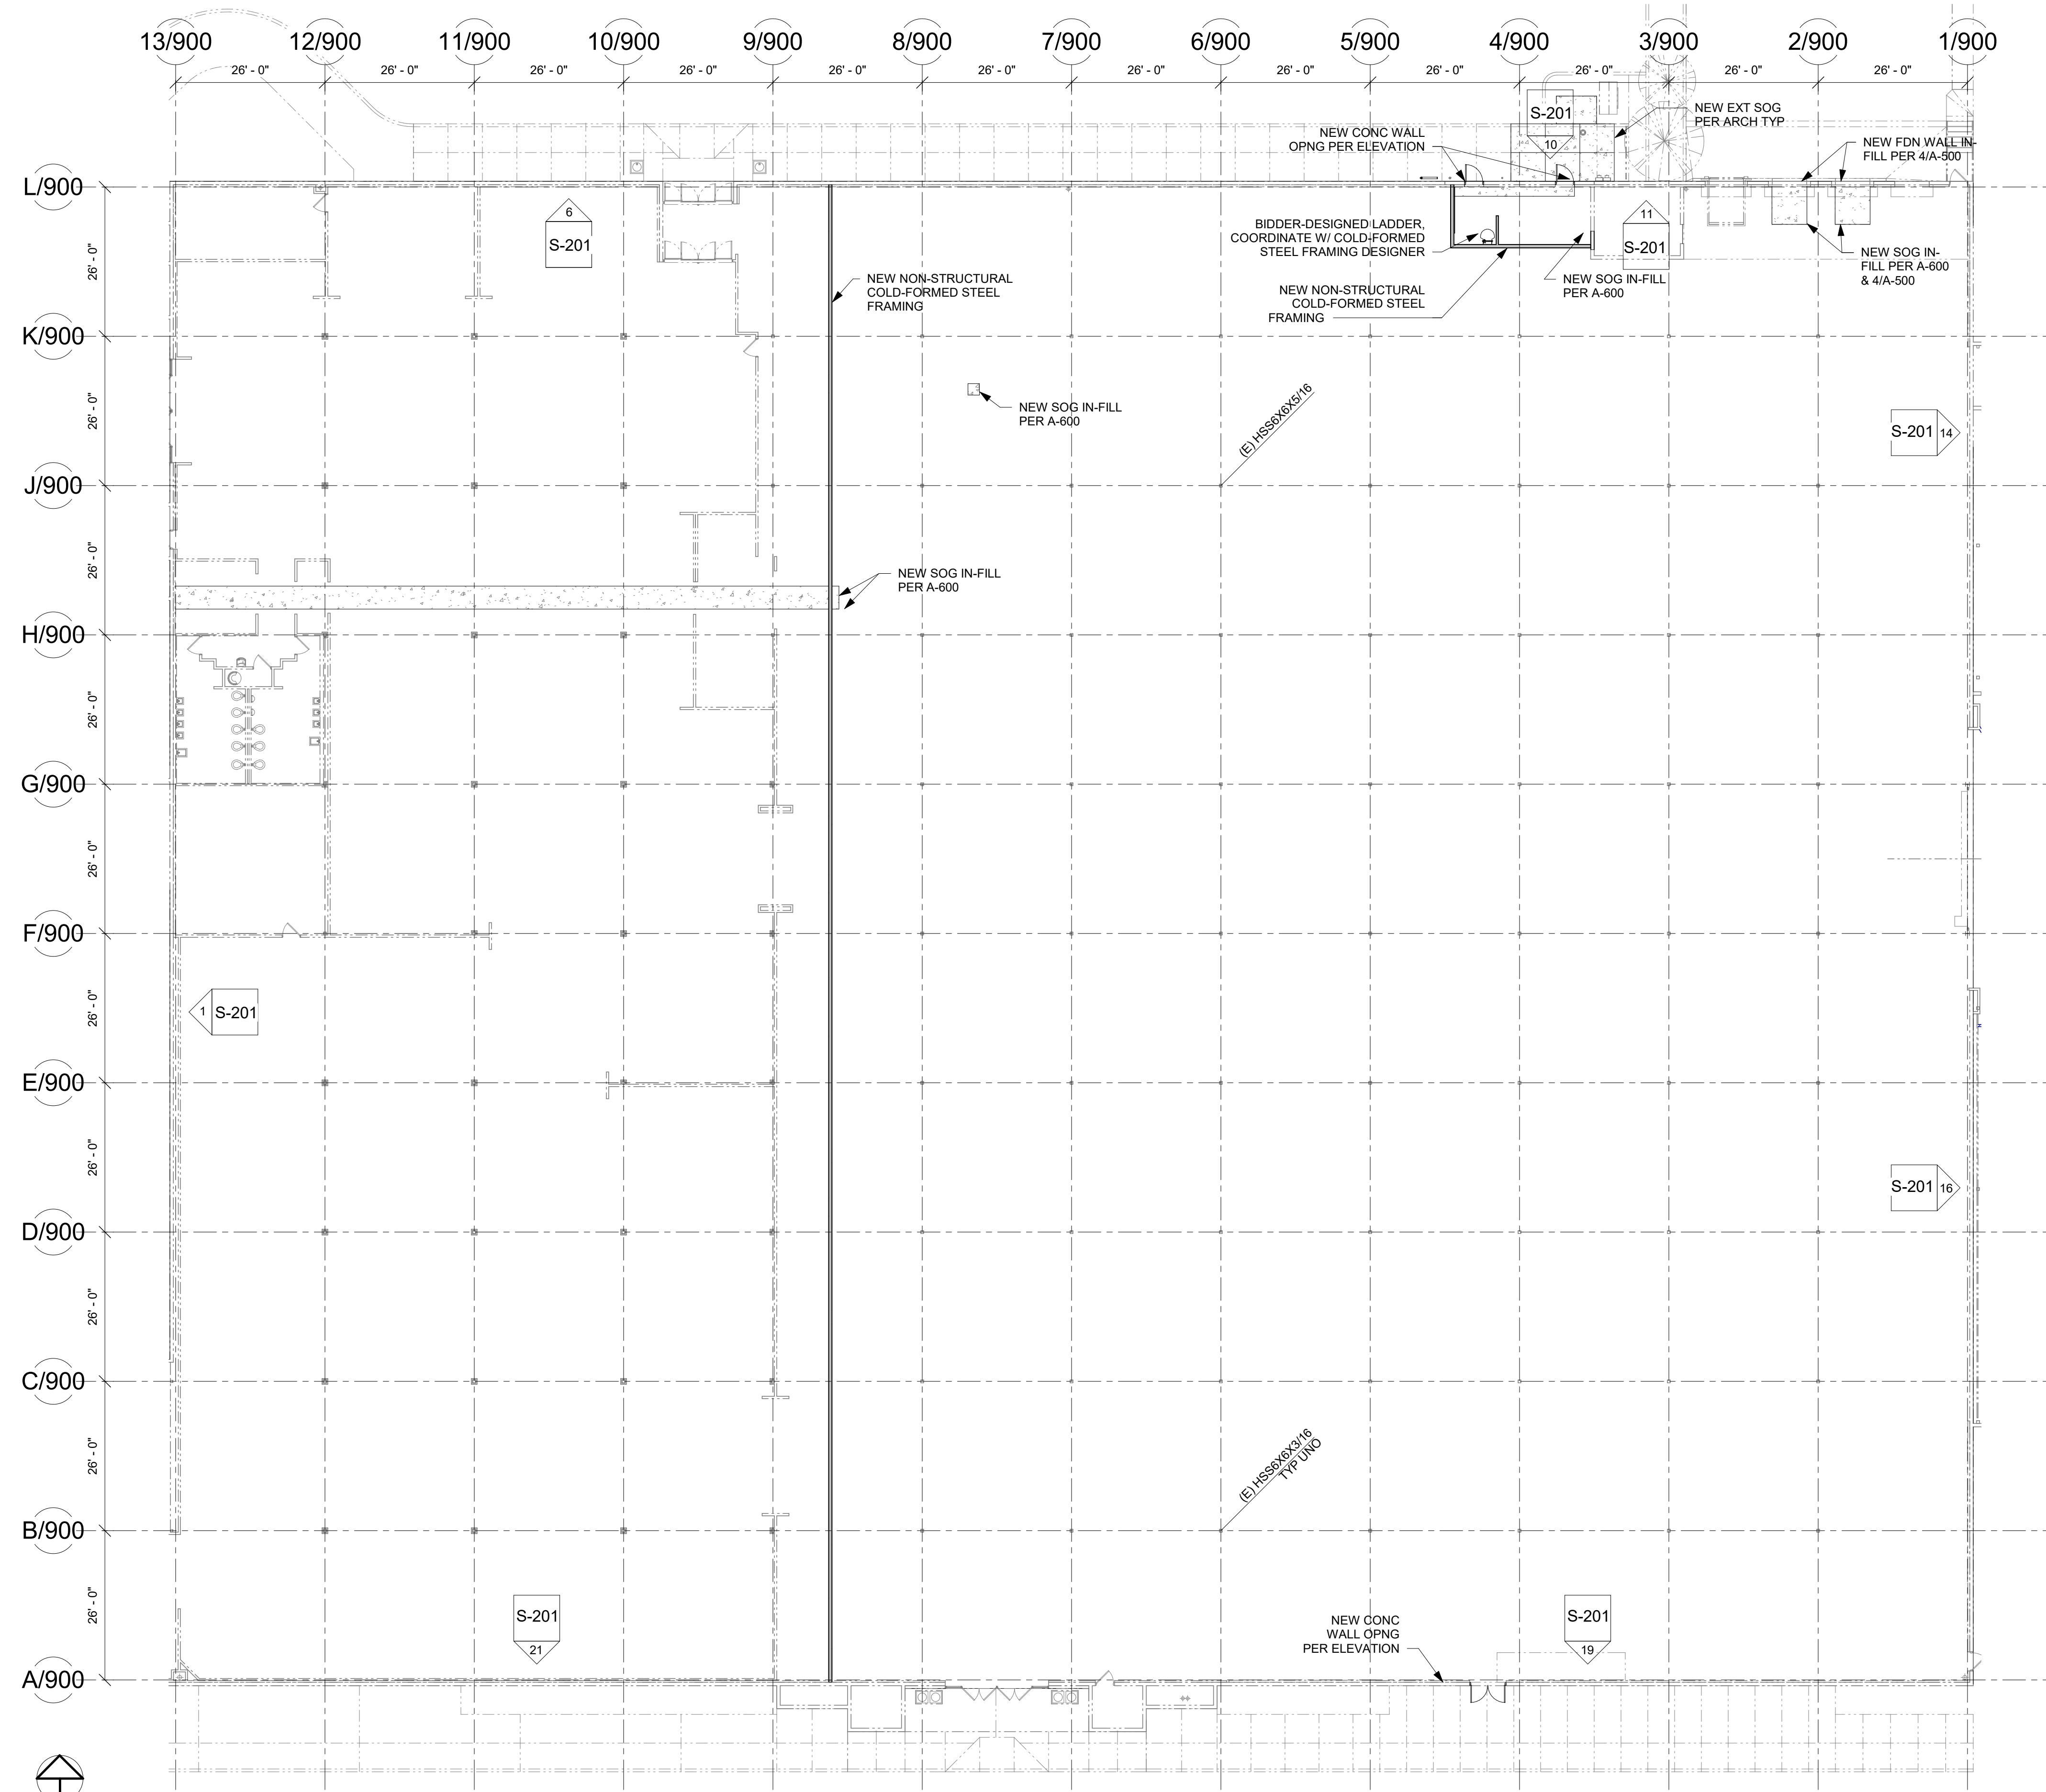 13/900 12/900 11/900 10/900 9/900 8/900 7/900 6/900 5/900 4/900 3/900 2/900 1/900
26' - 0" 26' - 0" 26' - 0" 26' - 0" 26' - 0" 26' - 0" 26' - 0" 26' - 0" 26' - 0" 26' - 0" 26' - 0" 26' - 0"
S-201
10
NEW EXT SOG
PER ARCH TYP
NEW CONC WALL
OPNG PER ELEVATION
NEW FDN WALL IN-
FILL PER 4/A-500
L/900
6
S-201
11
S-201
BIDDER-DESIGNED LADDER,
COORDINATE W/ COLD-FORMED
STEEL FRAMING DESIGNER
NEW SOG IN-
FILL PER A-600
& 4/A-500
26' - 0"
NEW NON-STRUCTURAL
COLD-FORMED STEEL
FRAMING
NEW SOG IN-FILL
PER A-600
NEW NON-STRUCTURAL
COLD-FORMED STEEL
FRAMING
K/900
NEW SOG IN-FILL
PER A-600
26' - 0"
(E) HSS6X6X5/16
S-201
14
J/900
26' - 0"
NEW SOG IN-FILL
PER A-600
H/900
26' - 0"
G/900
26' - 0"
F/900
1
S-201
26' - 0"
E/900
26' - 0"
S-201
16
D/900
26' - 0"
C/900
26' - 0"
(E) HSS6X6X3/16
TYP UNO
B/900
26' - 0"
S-201
21
NEW CONC
WALL OPNG
PER ELEVATION
S-201
19
A/900